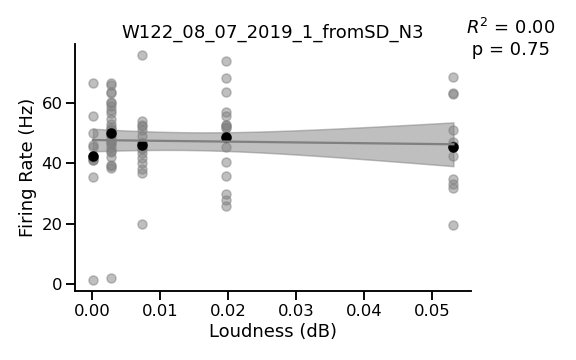 W122_08_07_2019_1_fromSD_N3
R² = 0.00
p = 0.75
Firing Rate (Hz)
60
40
20
0
0.00 0.01 0.02 0.03 0.04 0.05
Loudness (dB)